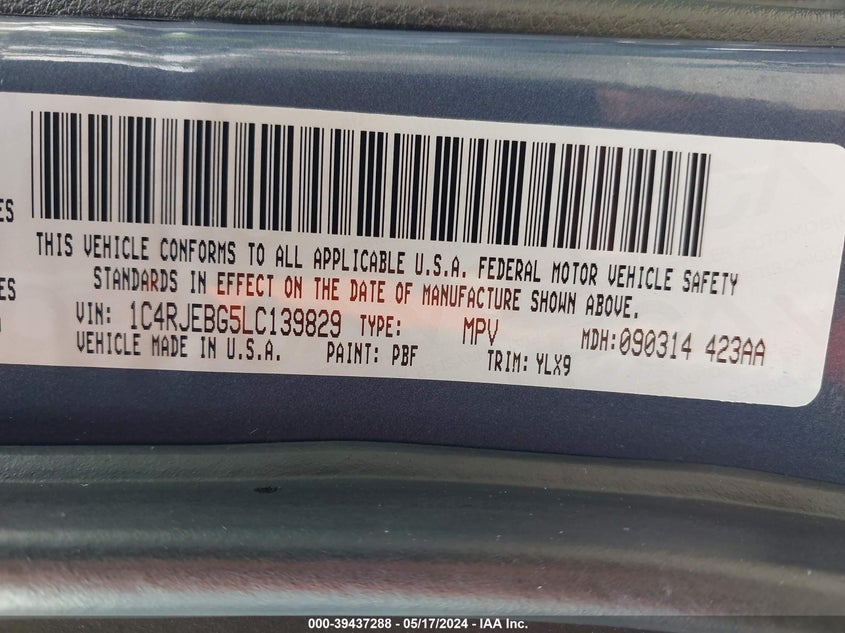 ES
THIS VEHICLE CONFORMS TO ALL APPLICABLE U.S.A. FEDERAL MOTOR VEHICLE SAFETY
STANDARDS IN EFFECT ON THE DATE OF MANUFACTURE SHOWN ABOVE.
ES
VIN: 1C4RJEBG5LC139829 TYPE: MPV MDH:090314 423AA
VEHICLE MADE IN U.S.A. PAINT: PBF TRIM: YLX9
000-39437288 - 05/17/2024 - IAA Inc.